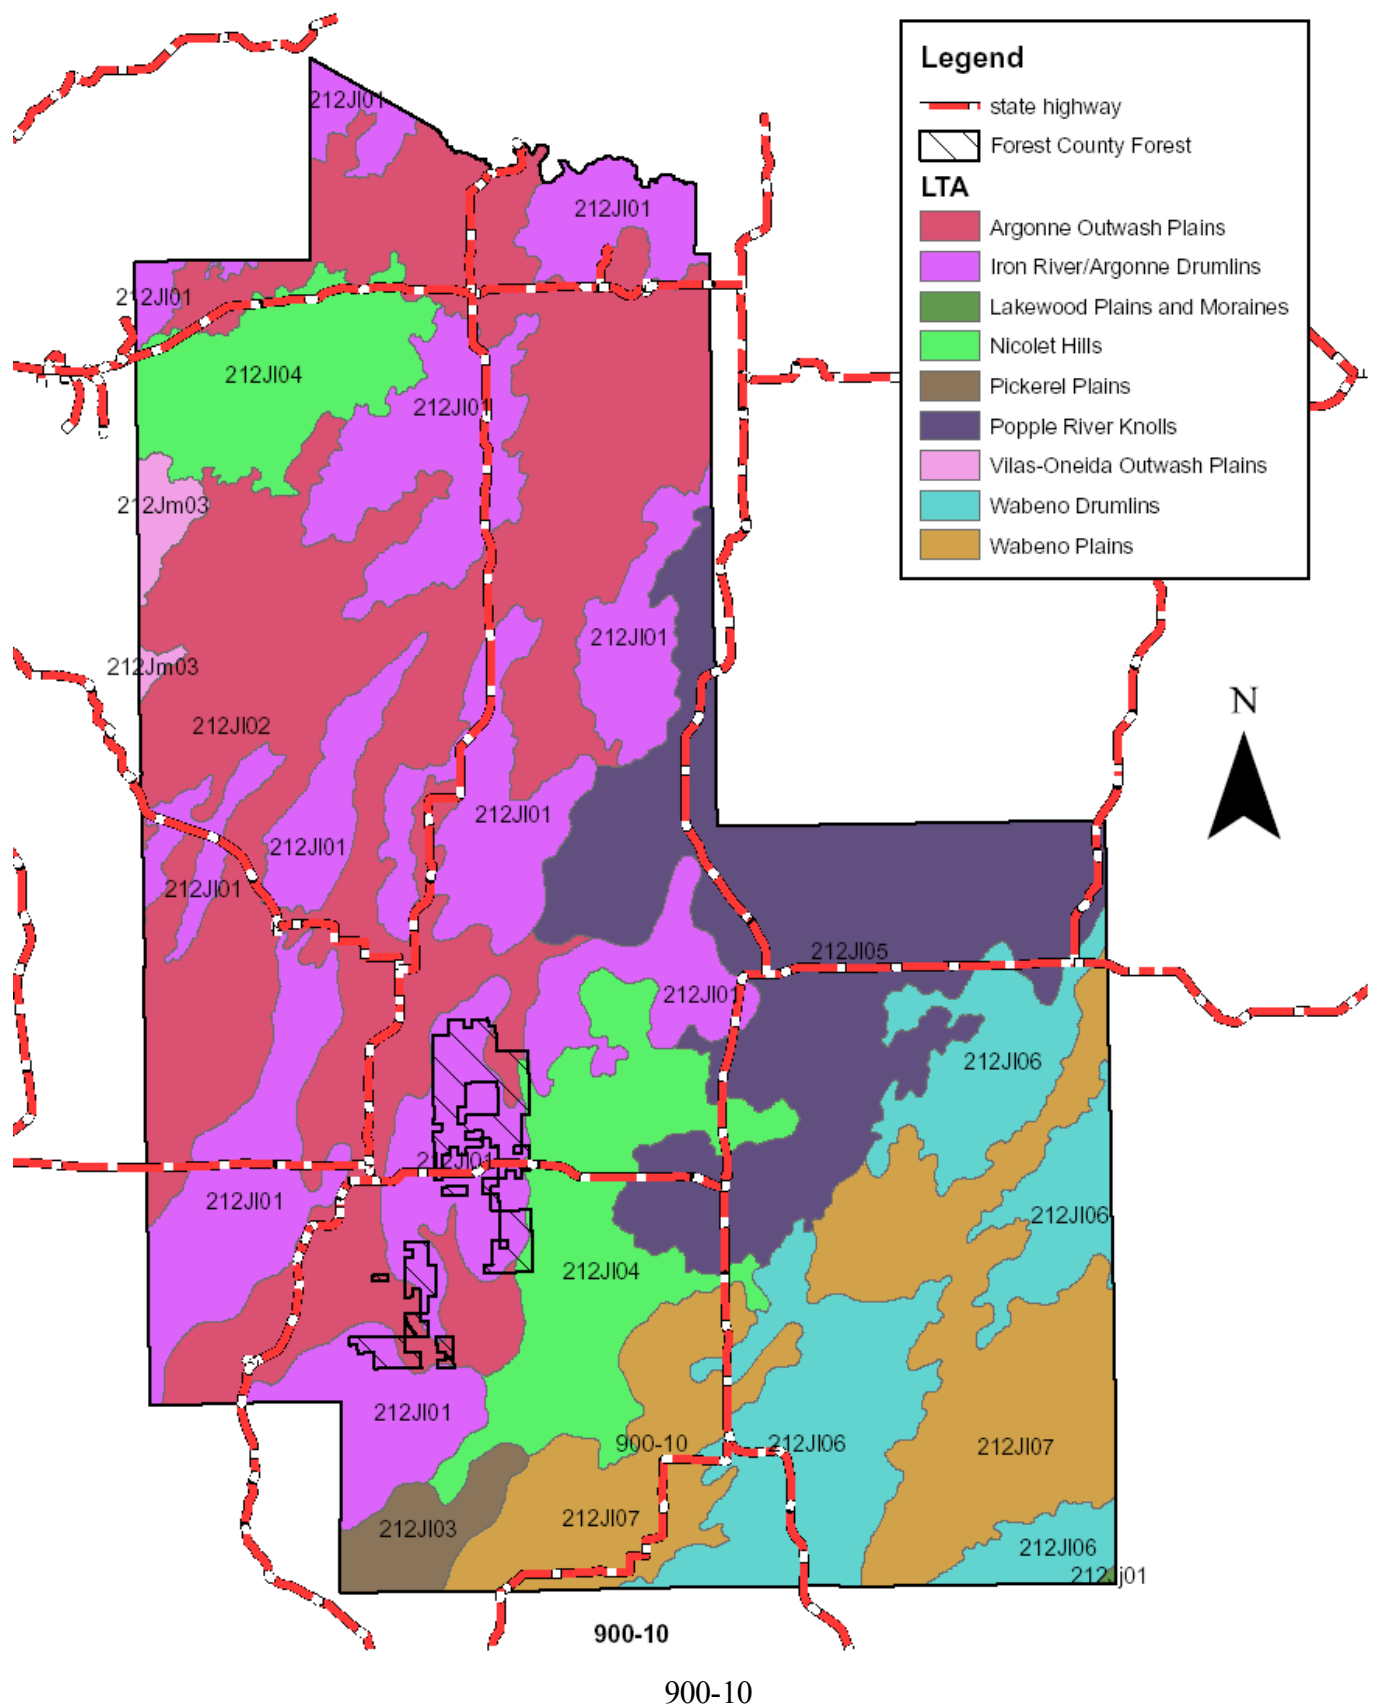 Legend
state highway
Forest County Forest
LTA
Argonne Outwash Plains
Iron River/Argonne Drumlins
Lakewood Plains and Moraines
Nicolet Hills
Pickerel Plains
Popple River Knolls
Vilas-Oneida Outwash Plains
Wabeno Drumlins
Wabeno Plains
212Jl01
212Jl01
212Jl01
212Jl04
212Jl01
212Jm03
212Jl01
212Jm03
N
212Jl02
212Jl01
212Jl01
212Jl01
212Jl05
212Jl01
212Jl06
212Jl01
212Jl01
212Jl06
212Jl04
212Jl01
900-10
212Jl06
212Jl07
212Jl07
212Jl03
212Jl06
900-10
900-10